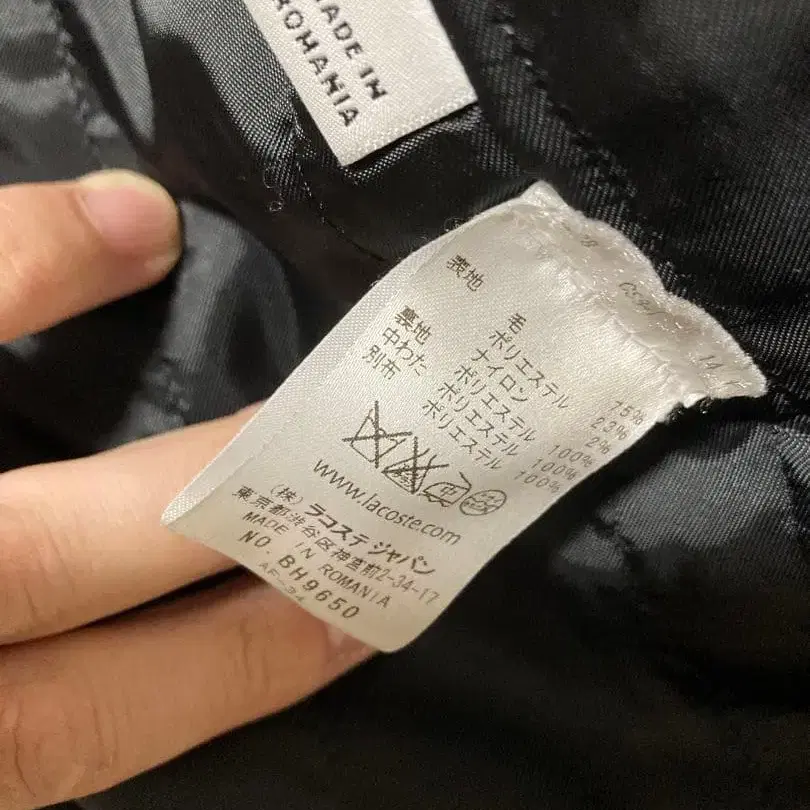 MADE IN
ROMANIA
表地 毛 75%
ポリエステル 23%
ナイロン 2%
裏地 ポリエステル 100%
中わた ポリエステル 100%
別布 ポリエステル 100%
www.lacoste.com
(株) ラコステ ジャパン
東京都渋谷区神宮前2-34-17
MADE IN ROMANIA
NO. BH9650
AF-34